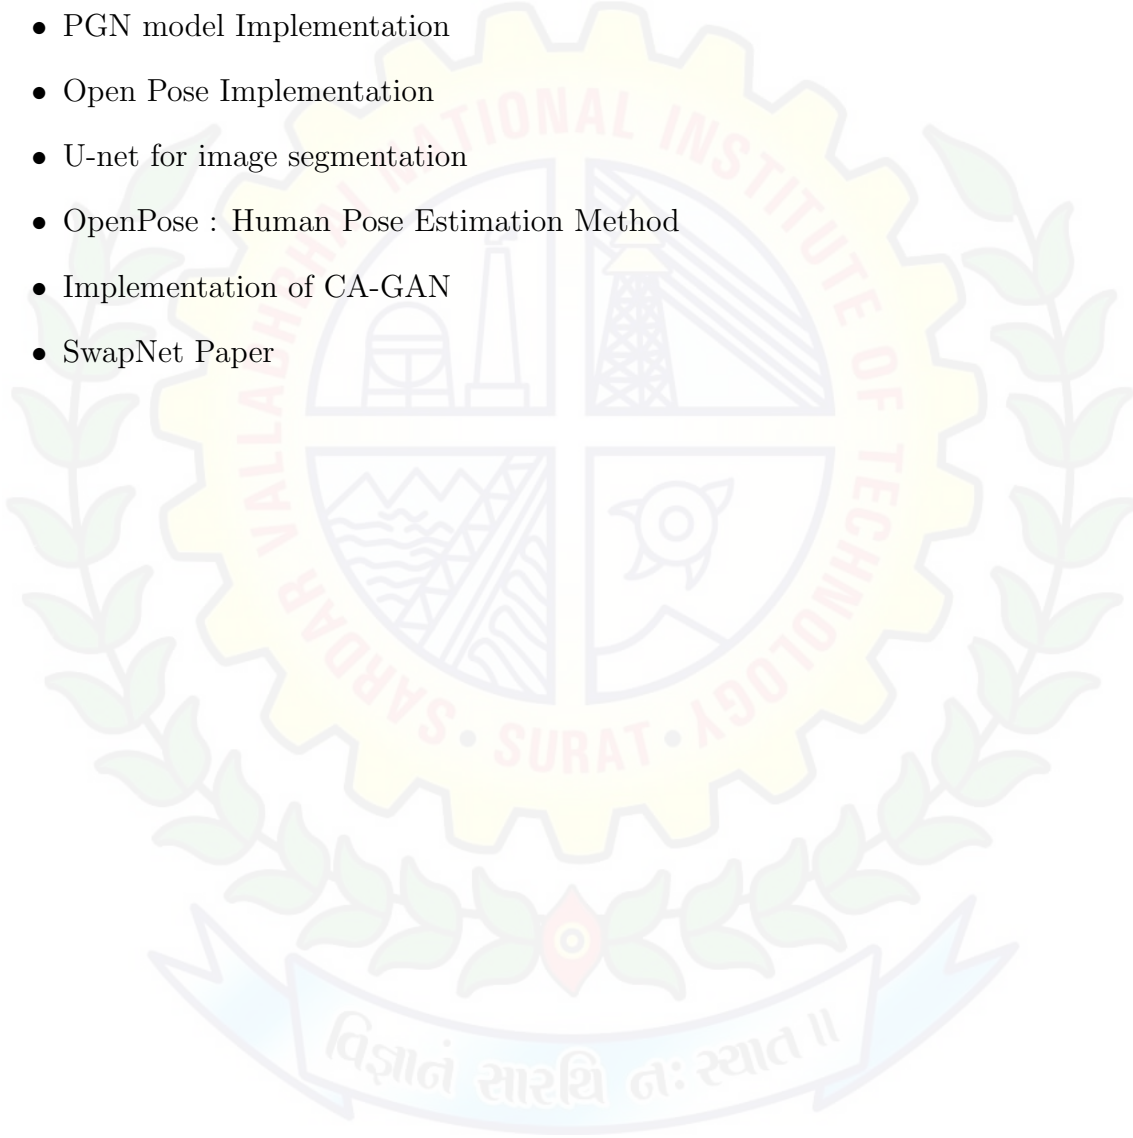 • PGN model Implementation
• Open Pose Implementation
• U-net for image segmentation
• OpenPose : Human Pose Estimation Method
• Implementation of CA-GAN
• SwapNet Paper
SARDAR VALLABHBHAI NATIONAL INSTITUTE OF TECHNOLOGY
• SURAT •
વિજ્ઞાનં સારથિ નઃ સ્યાત ॥